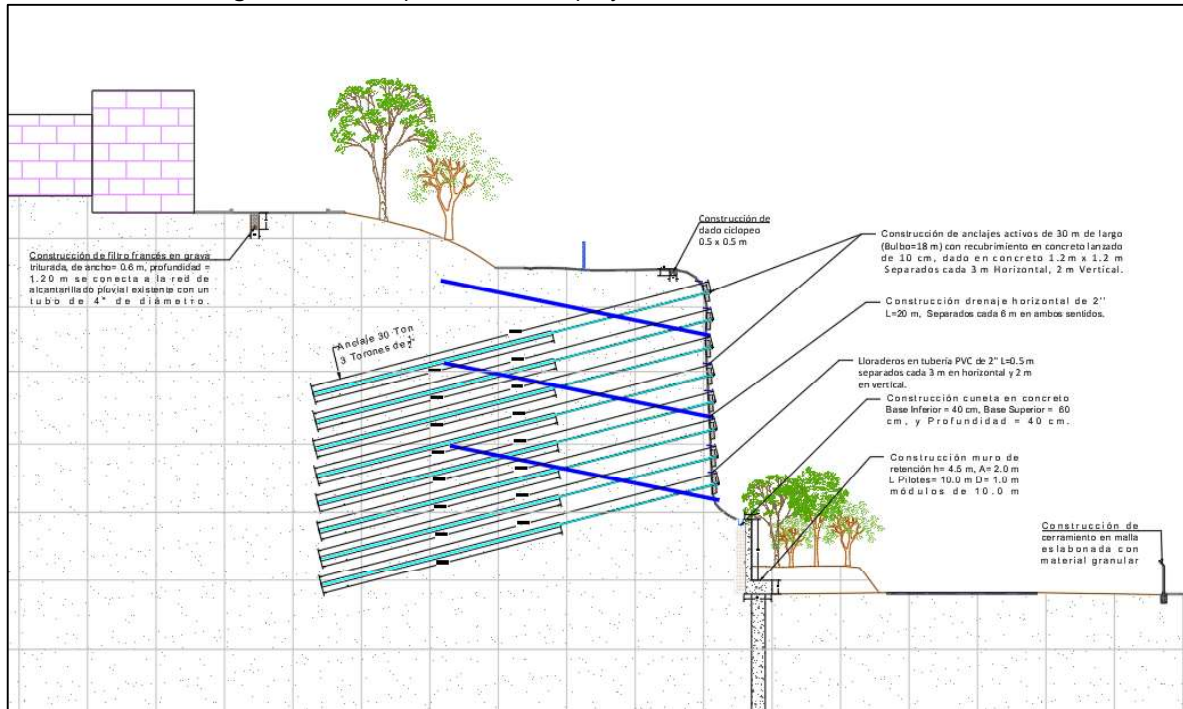 Construcción de
dado ciclopeo
0.5 x 0.5 m
Construcción de anclajes activos de 30 m de largo
(Bulbo=18 m) con recubrimiento en concreto lanzado
de 10 cm, dado en concreto 1.2m x 1.2 m
Separados cada 3 m Horizontal, 2 m Vertical.
Construcción de filtro francés en grava
triturada, de ancho= 0.6 m, profundidad =
1.20 m se conecta a la red de
alcantarillado pluvial existente con un
tubo de 4" de diámetro.
Construcción drenaje horizontal de 2''
L=20 m, Separados cada 6 m en ambos sentidos.
Anclaje 30 Ton
3 Torones de ½"
Lloraderos en tubería PVC de 2" L=0.5 m
separados cada 3 m en horizontal y 2 m
en vertical.
Construcción cuneta en concreto
Base Inferior = 40 cm, Base Superior = 60
cm, y Profundidad = 40 cm.
Construcción muro de
retención h= 4.5 m, A= 2.0 m
L Pilotes= 10.0 m D= 1.0 m
módulos de 10.0 m
Construcción de
cerramiento en malla
eslabonada con
material granular